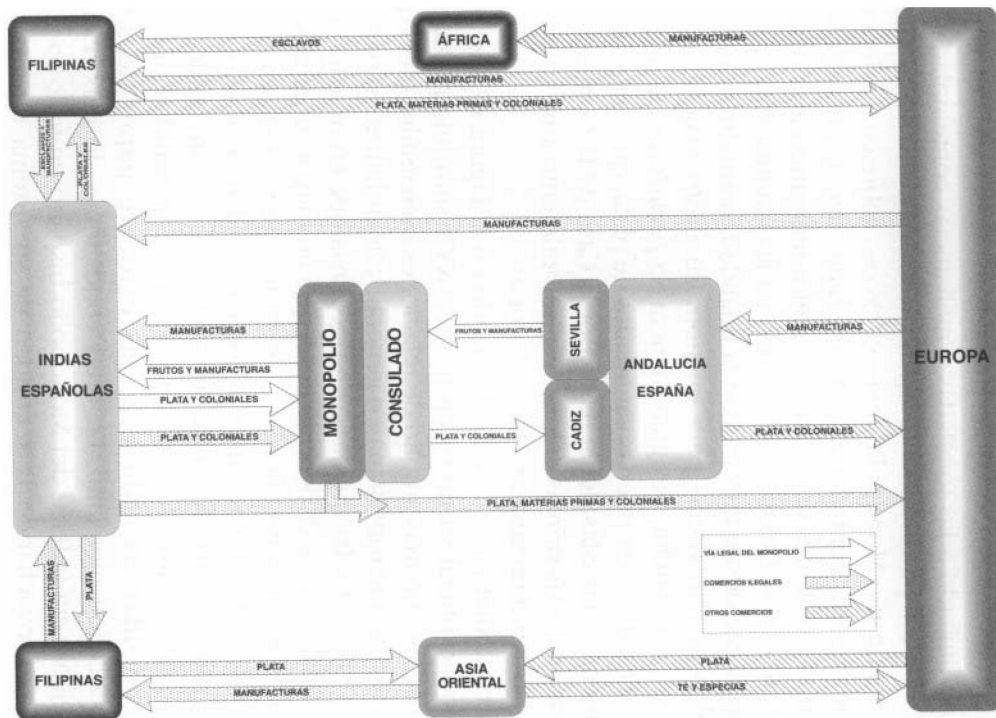 ESCLAVOS
ÁFRICA
MANUFACTURAS
FILIPINAS
MANUFACTURAS
PLATA, MATERIAS PRIMAS Y COLONIALES
ESCLAVOS Y
MANUFACTURAS
PLATA Y
COLONIALES
MANUFACTURAS
INDIAS
ESPAÑOLAS
MANUFACTURAS
FRUTOS Y MANUFACTURAS
PLATA Y COLONIALES
PLATA Y COLONIALES
MONOPOLIO
CONSULADO
FRUTOS Y MANUFACTURAS
PLATA Y COLONIALES
SEVILLA
CADIZ
ANDALUCIA
ESPAÑA
MANUFACTURAS
PLATA Y COLONIALES
EUROPA
PLATA, MATERIAS PRIMAS Y COLONIALES
VÍA LEGAL DEL MONOPOLIO
COMERCIOS ILEGALES
OTROS COMERCIOS
MANUFACTURAS
PLATA
FILIPINAS
PLATA
MANUFACTURAS
ASIA
ORIENTAL
PLATA
TE Y ESPECIAS